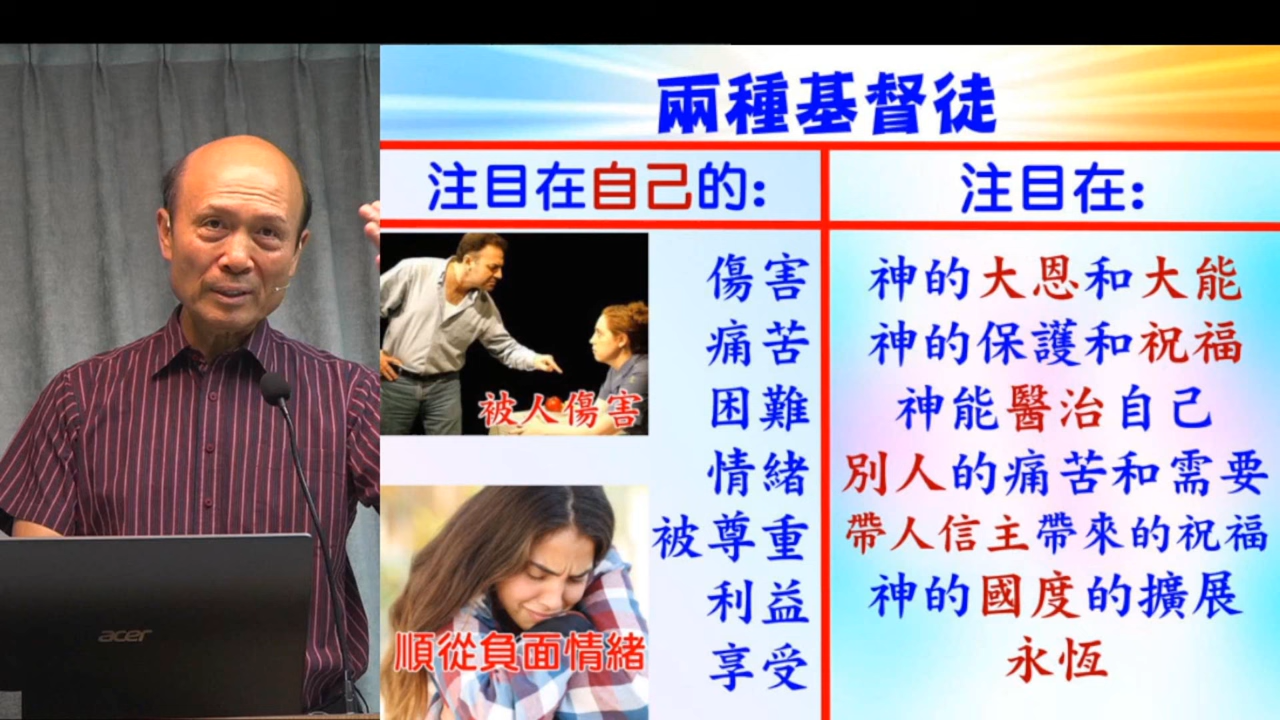 兩種基督徒
注目在自己的:
傷害
痛苦
困難
情緒
被尊重
利益
享受
被人傷害
順從負面情緒
注目在:
神的大恩和大能
神的保護和祝福
神能醫治自己
別人的痛苦和需要
帶人信主帶來的祝福
神的國度的擴展
永恆
acer